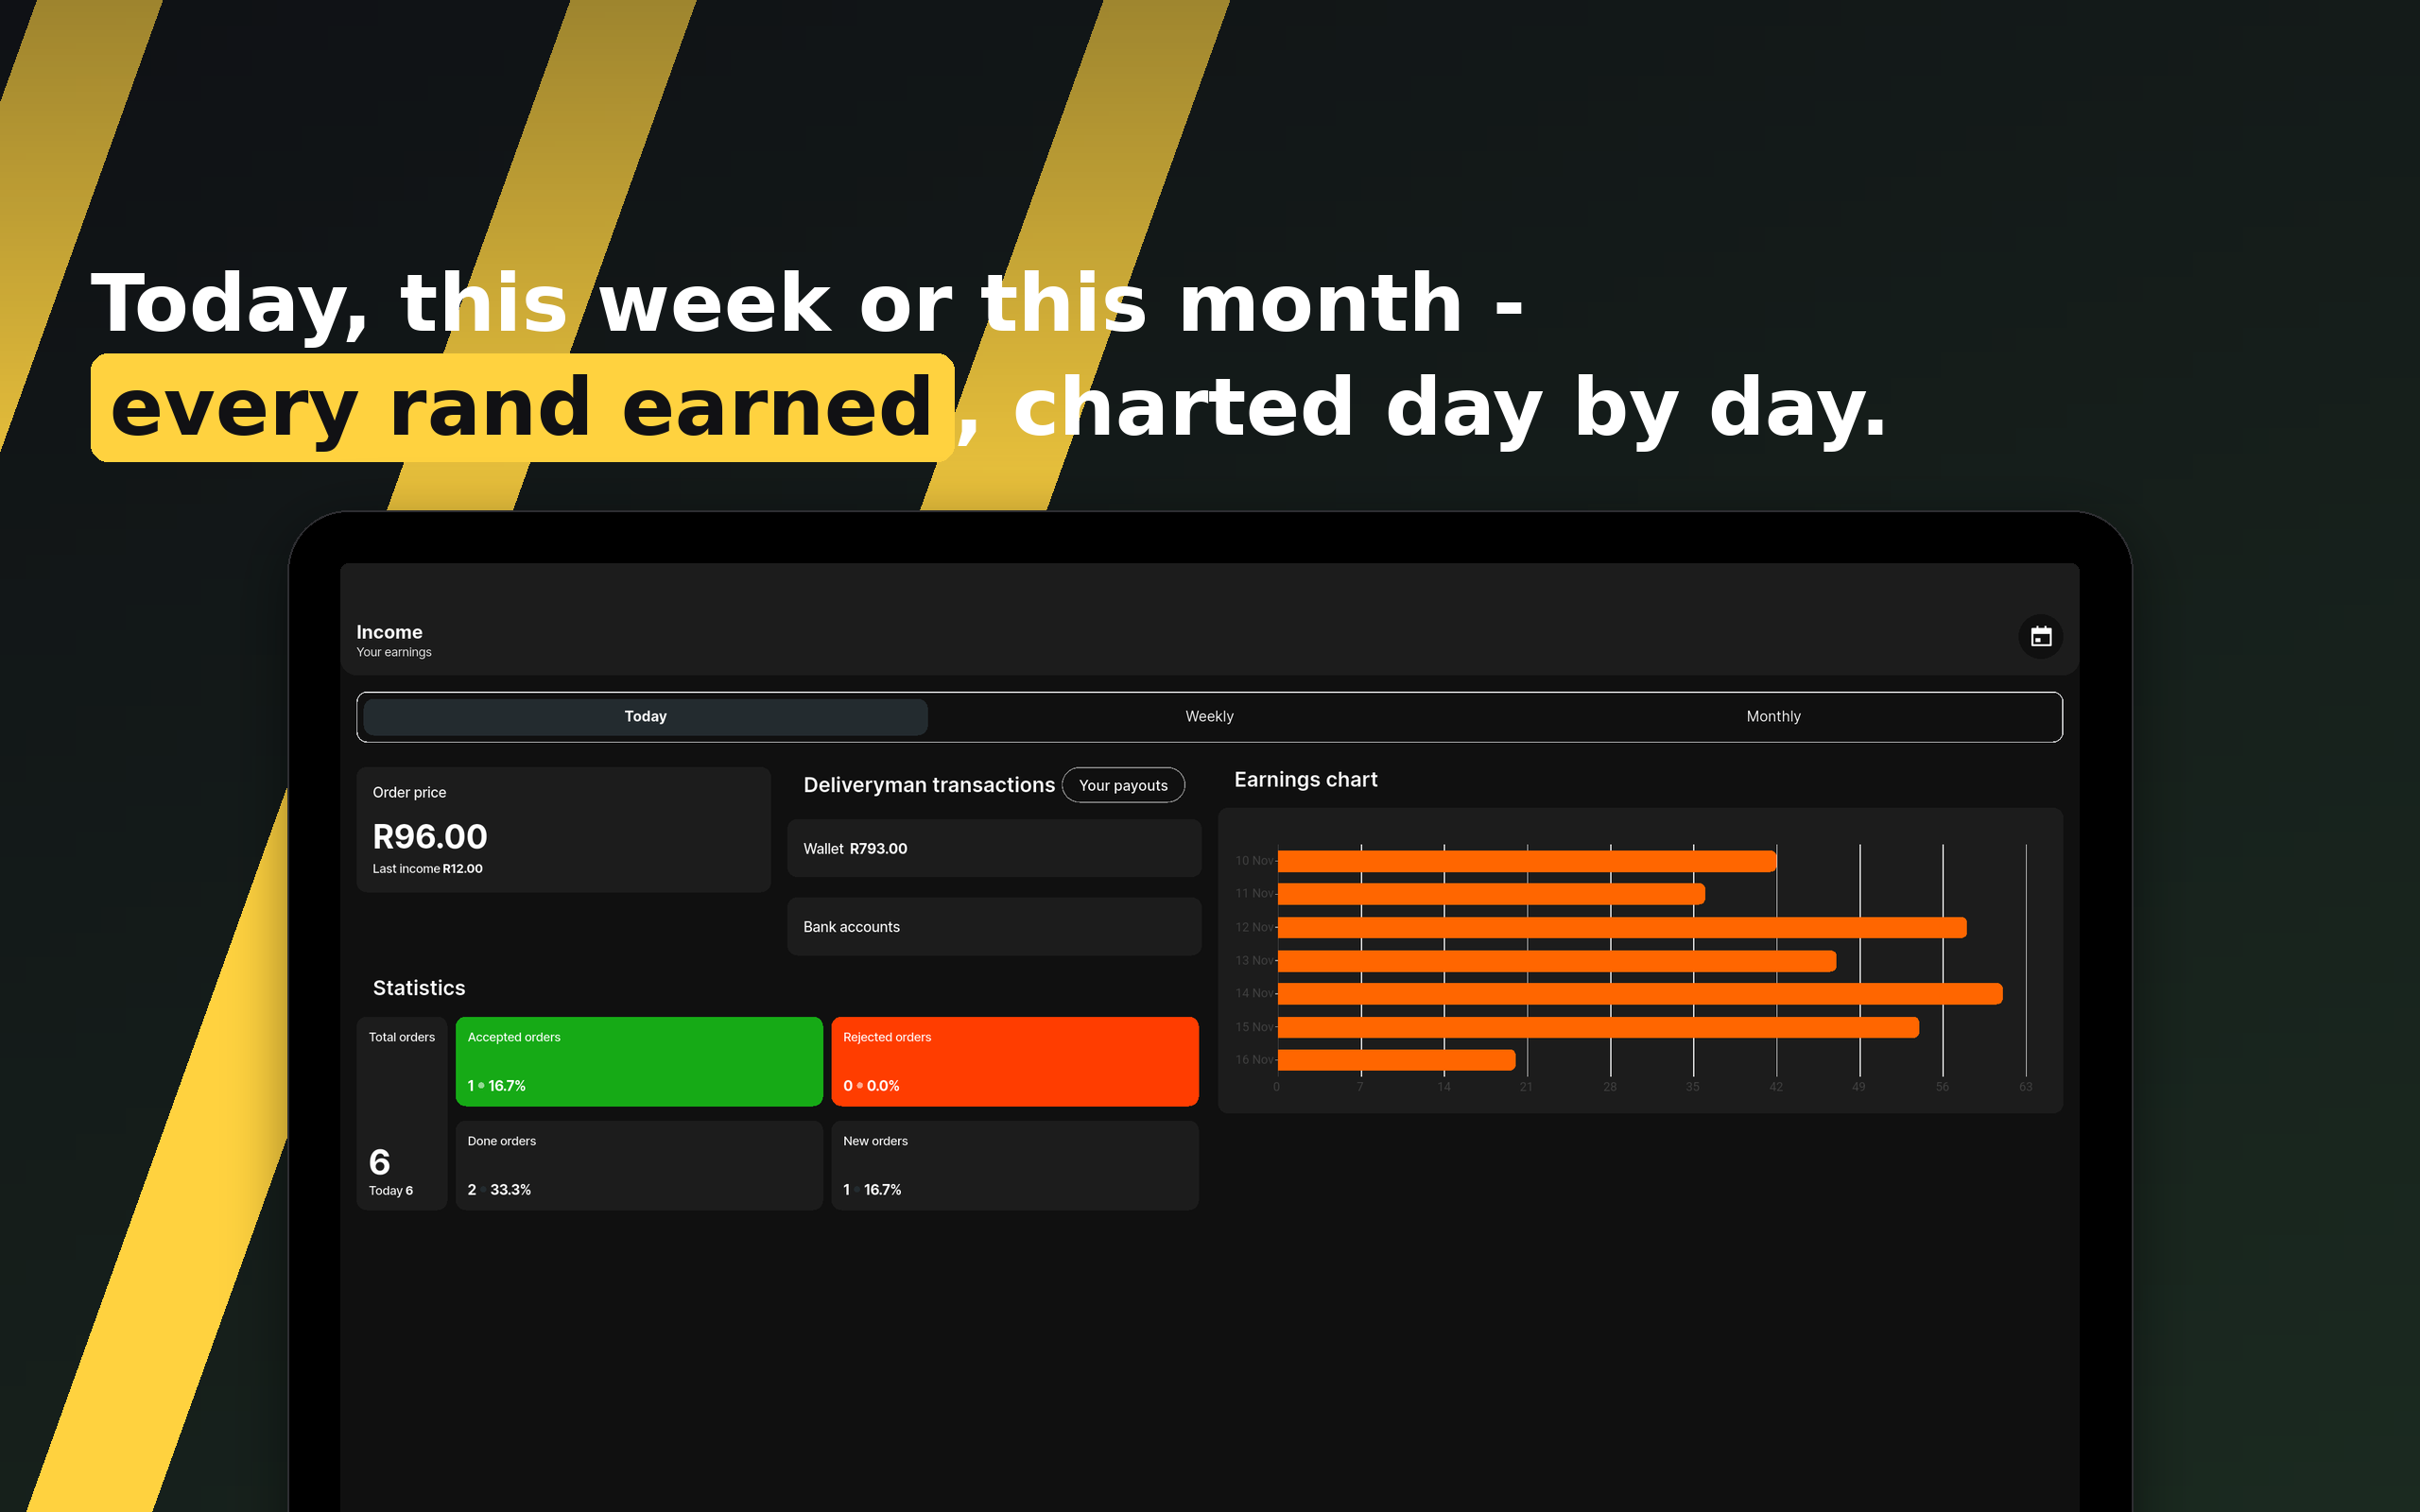 Today, this week or this month -
every rand earned, charted day by day.
Income
Your earnings
Today
Weekly
Monthly
Order price
R96.00
Last income R12.00
Deliveryman transactions
Your payouts
Wallet R793.00
Bank accounts
Earnings chart
10 Nov
11 Nov
12 Nov
13 Nov
14 Nov
15 Nov
16 Nov
0 7 14 21 28 35 42 49 56 63
Statistics
Total orders
6
Today 6
Accepted orders
1 • 16.7%
Rejected orders
0 • 0.0%
Done orders
2 • 33.3%
New orders
1 • 16.7%